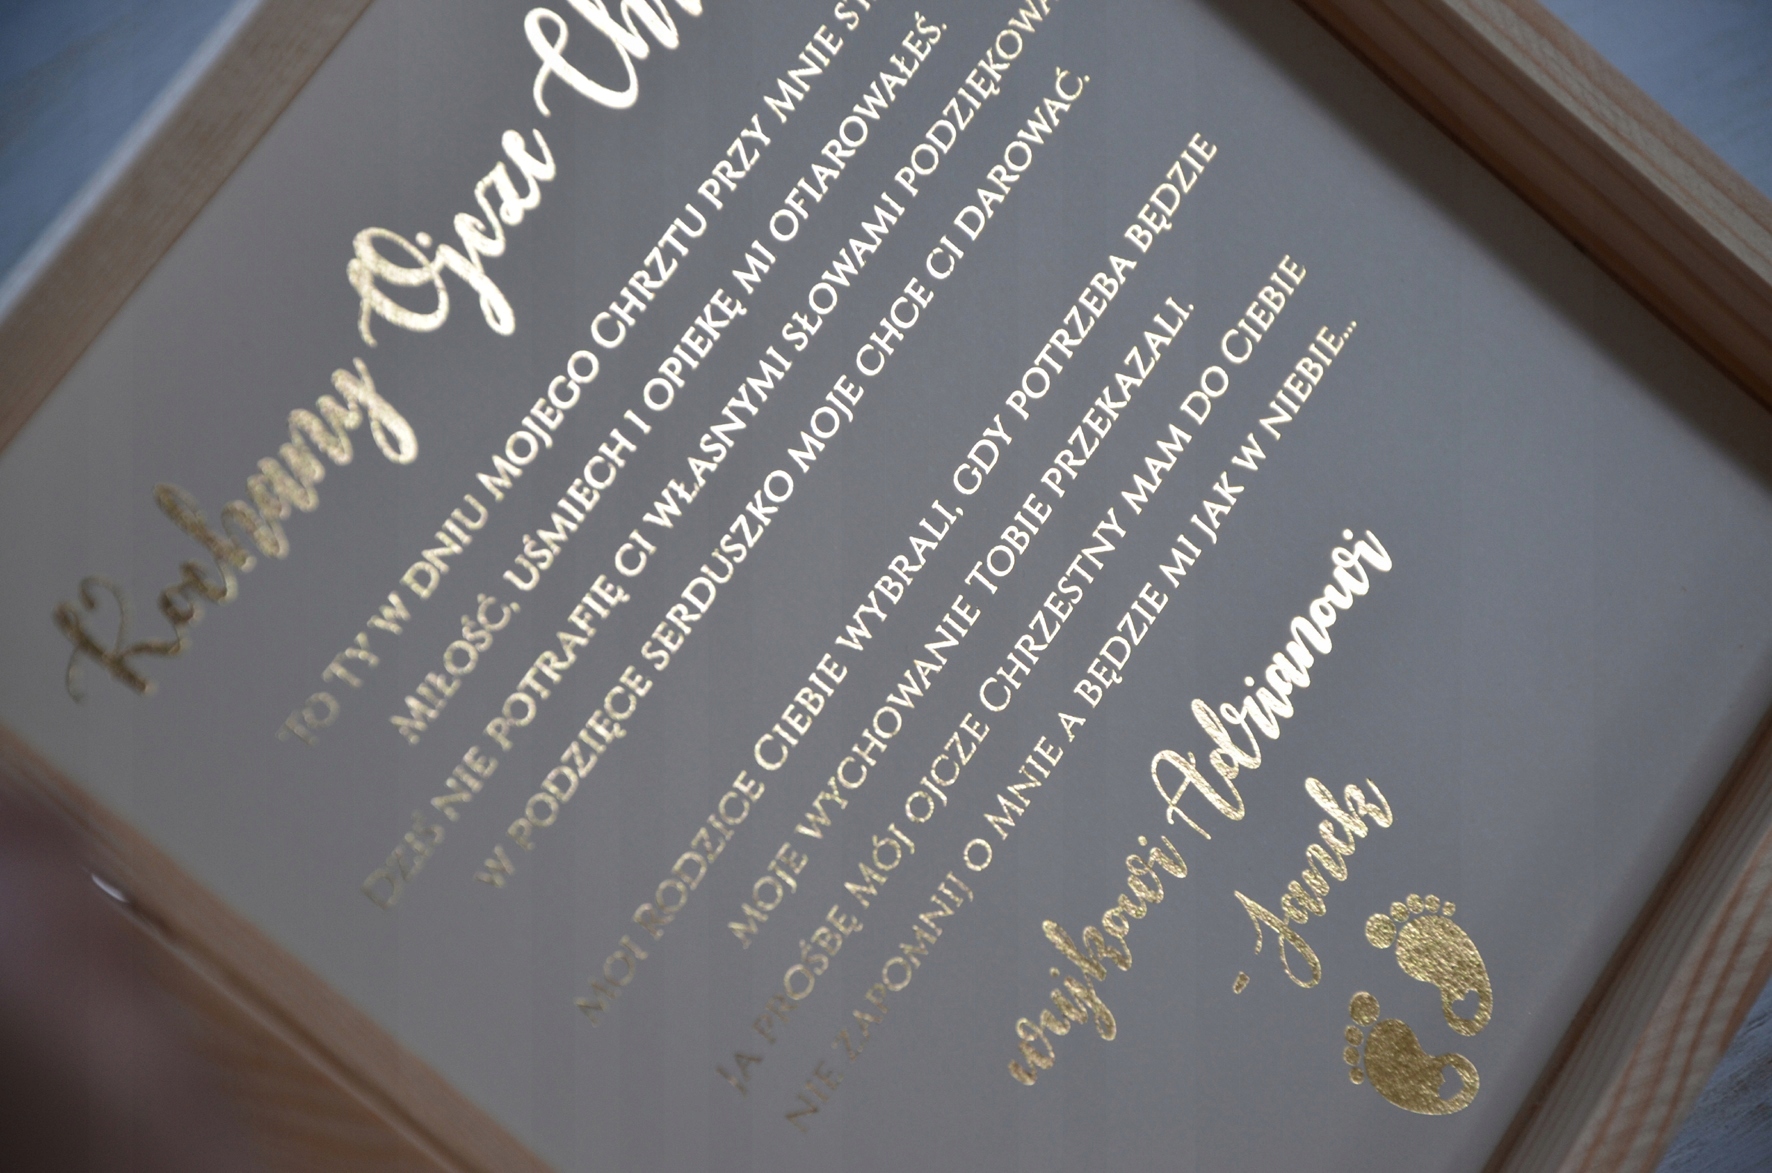 Kochany Ojcze
TO TY W DNIU MOJEGO CHRZTU PRZY MNIE
MIŁOŚĆ, UŚMIECH I OPIEKĘ MI OFIAROWAŁEŚ.
DZIŚ NIE POTRAFIĘ CI WŁASNYMI SŁOWAMI
W PODZIĘCE SERDUSZKO MOJE CHCE CI DAROWAĆ.
MOI RODZICE CIEBIE WYBRALI, GDY POTRZEBA BĘDZIE
MOJE WYCHOWANIE TOBIE PRZEKAZALI.
JA PROŚBĘ MÓJ OJCZE CHRZESTNY MAM DO CIEBIE
NIE ZAPOMNIJ O MNIE A BĘDZIE MI JAK W NIEBIE...
wujkowi Adrianowi
- Janek